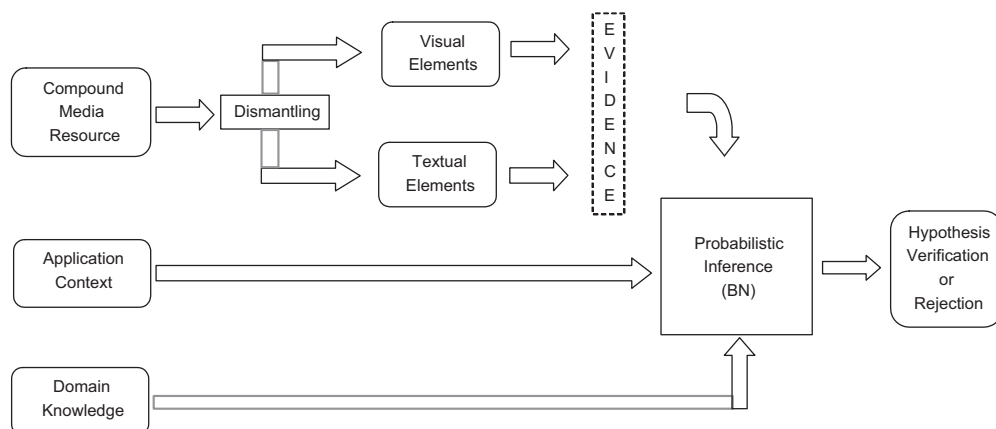 Compound
Media
Resource
Dismantling
Visual
Elements
Textual
Elements
E
V
I
D
E
N
C
E
Application
Context
Probabilistic
Inference
(BN)
Hypothesis
Verification
or
Rejection
Domain
Knowledge